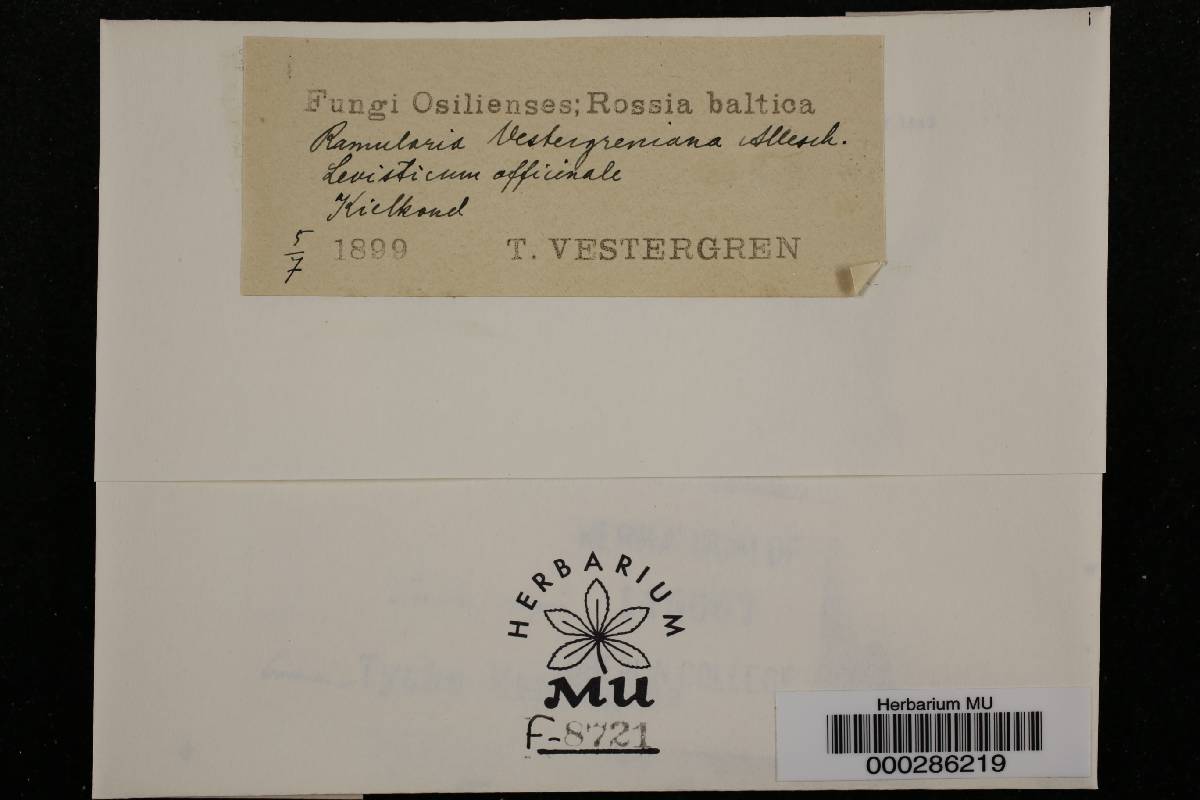 Fungi Osilienses; Rossia baltica
Ramularia Vestergreniana Allesch.
Levisticum officinale
Kielkond
5/7 1899 T. VESTERGREN
HERBARIUM
MU
F-8721
Herbarium MU
000286219